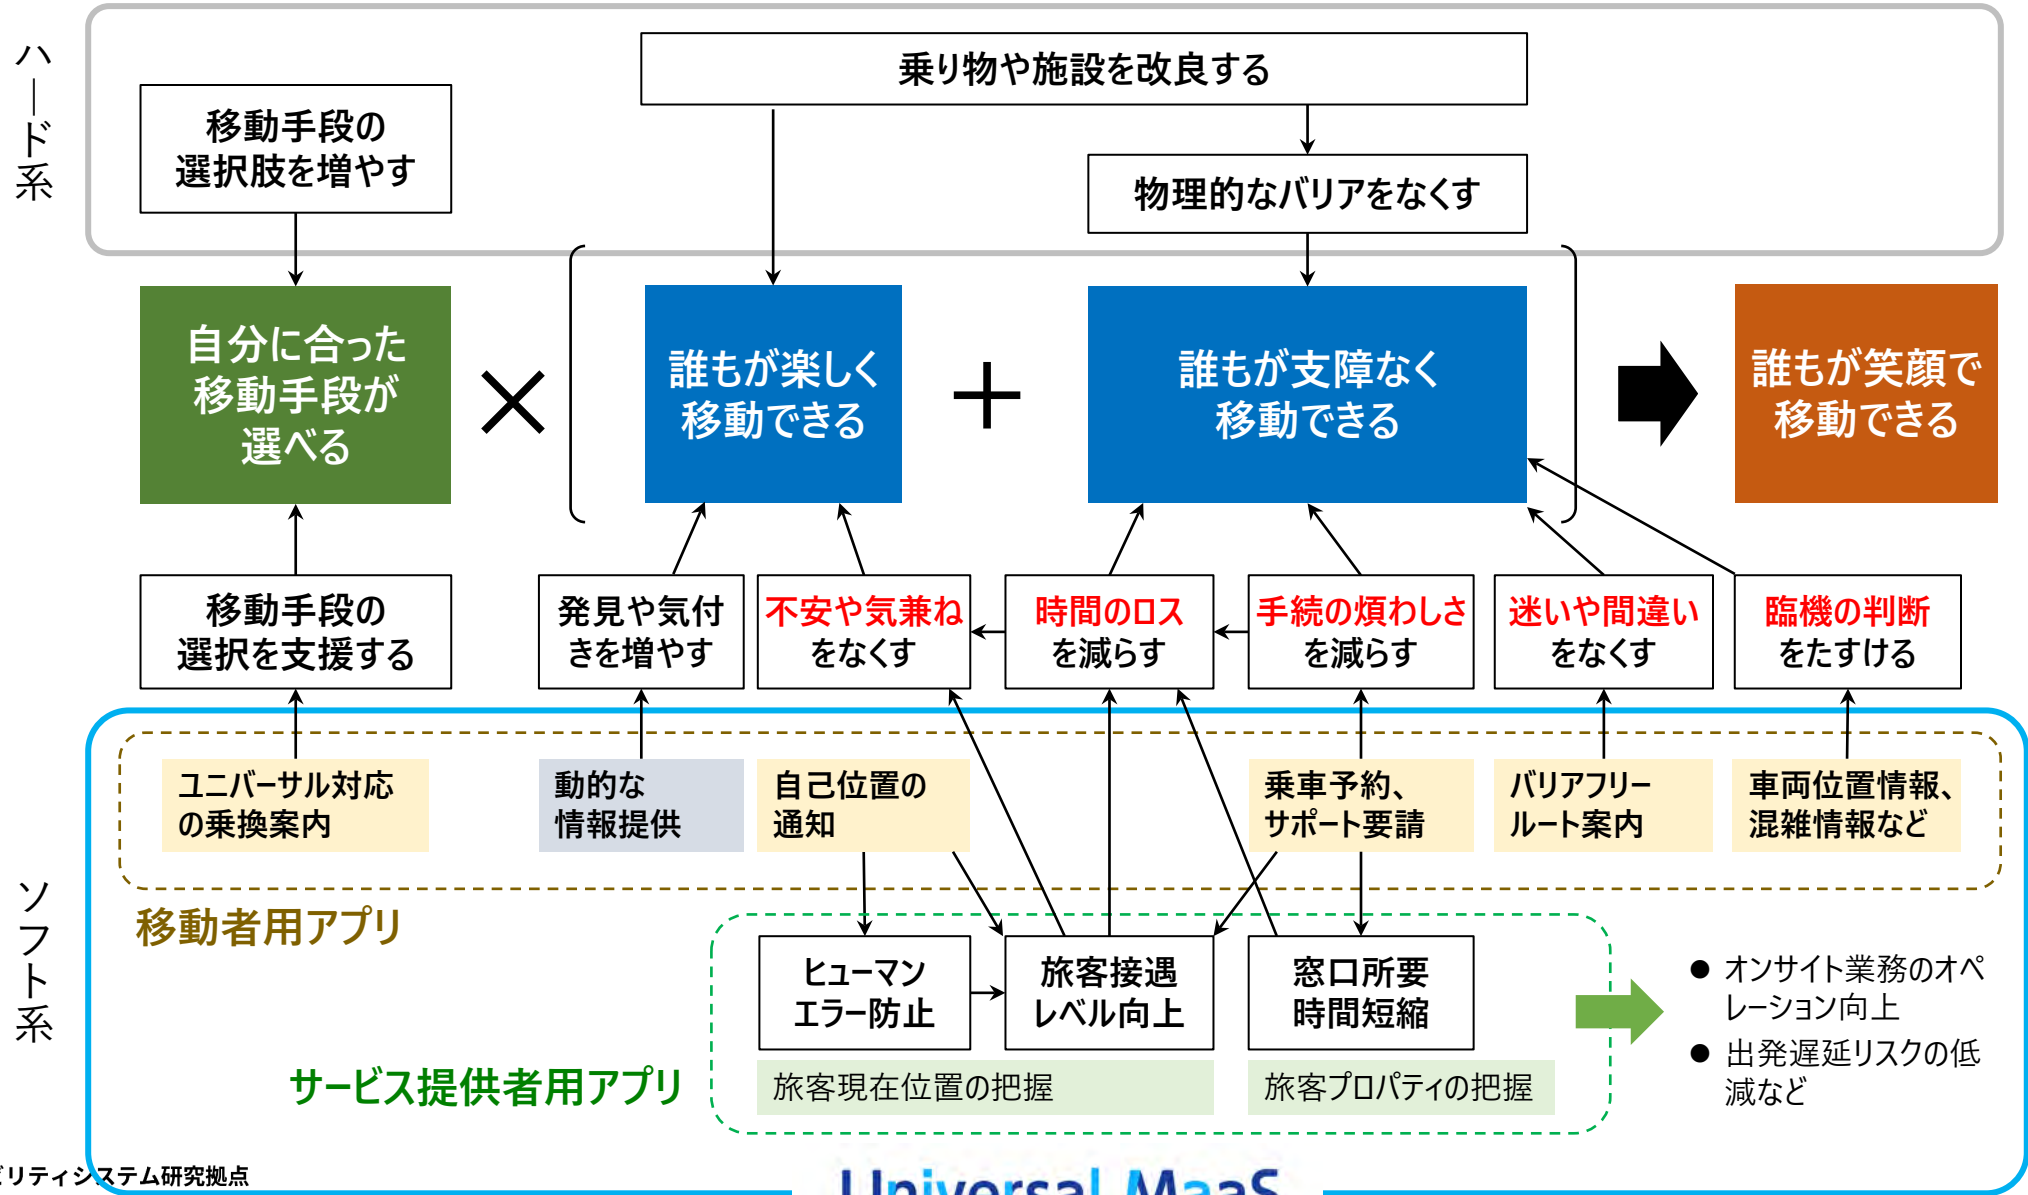 ハード系
乗り物や施設を改良する
移動手段の
選択肢を増やす
物理的なバリアをなくす
自分に合った
移動手段が
選べる
×
誰もが楽しく
移動できる
+
誰もが支障なく
移動できる
誰もが笑顔で
移動できる
移動手段の
選択を支援する
発見や気付
きを増やす
不安や気兼ね
をなくす
時間のロス
を減らす
手続の煩わしさ
を減らす
迷いや間違い
をなくす
臨機の判断
をたすける
ソフト系
ユニバーサル対応
の乗換案内
動的な
情報提供
自己位置の
通知
乗車予約、
サポート要請
バリアフリー
ルート案内
車両位置情報、
混雑情報など
移動者用アプリ
ヒューマン
エラー防止
旅客接遇
レベル向上
窓口所要
時間短縮
サービス提供者用アプリ
旅客現在位置の把握
旅客プロパティの把握
● オンサイト業務のオペ
レーション向上
● 出発遅延リスクの低
減など
ビリティシステム研究拠点
Universal MaaS